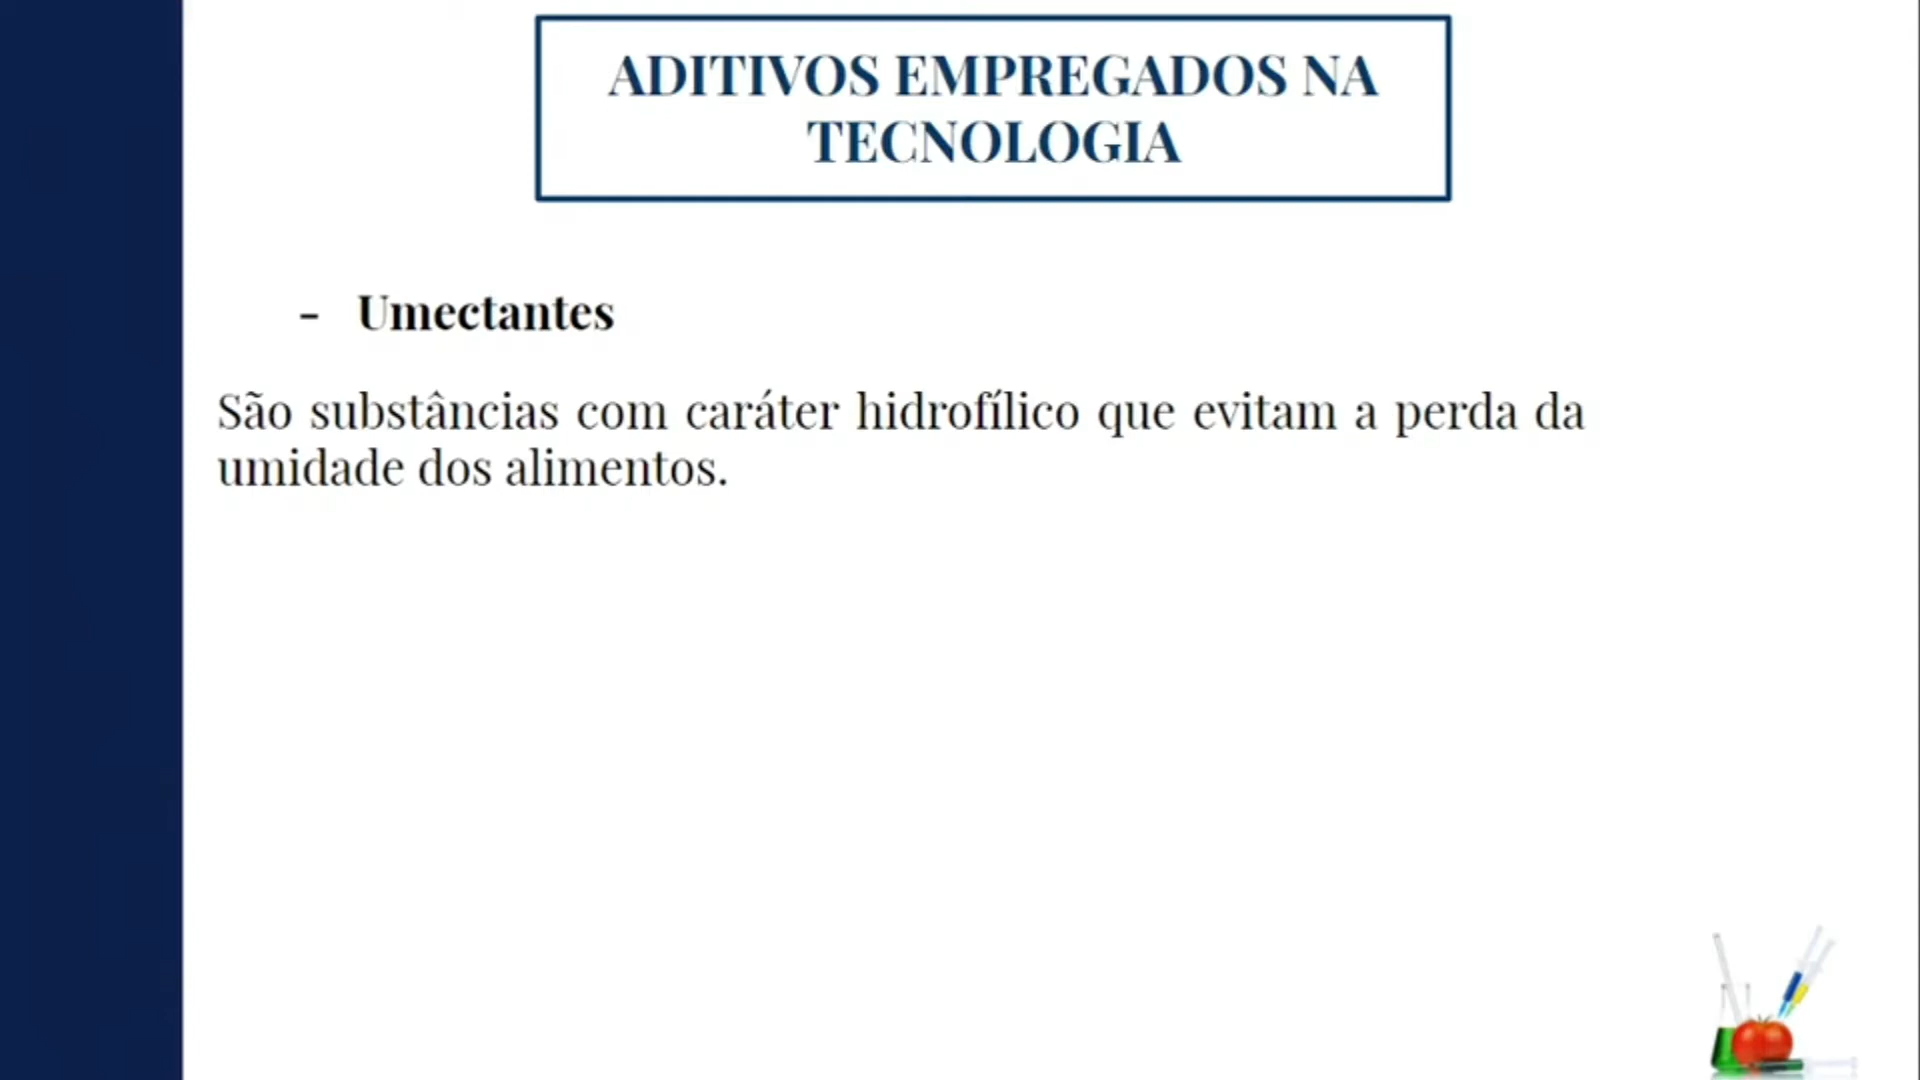 ADITIVOS EMPREGADOS NA
TECNOLOGIA
- Umectantes
São substâncias com caráter hidrofílico que evitam a perda da
umidade dos alimentos.